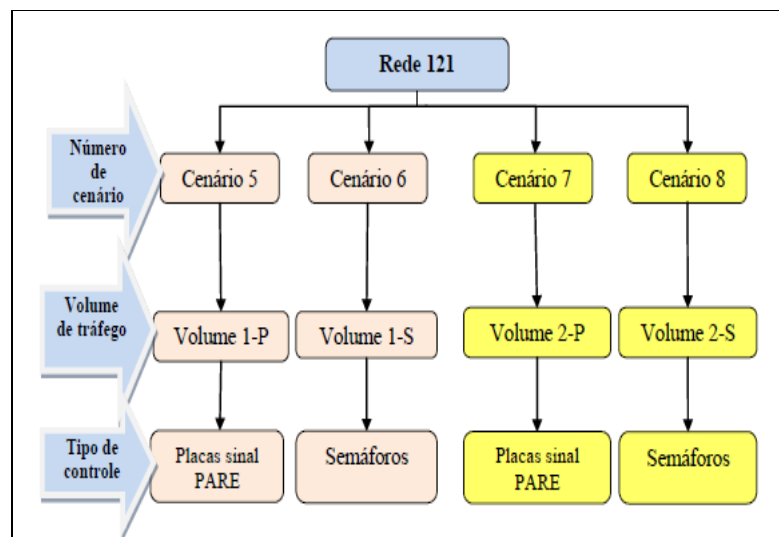 Rede 121
Número
de
cenário
Cenário 5
Cenário 6
Cenário 7
Cenário 8
Volume
de tráfego
Volume 1-P
Volume 1-S
Volume 2-P
Volume 2-S
Tipo de
controle
Placas sinal
PARE
Semáforos
Placas sinal
PARE
Semáforos